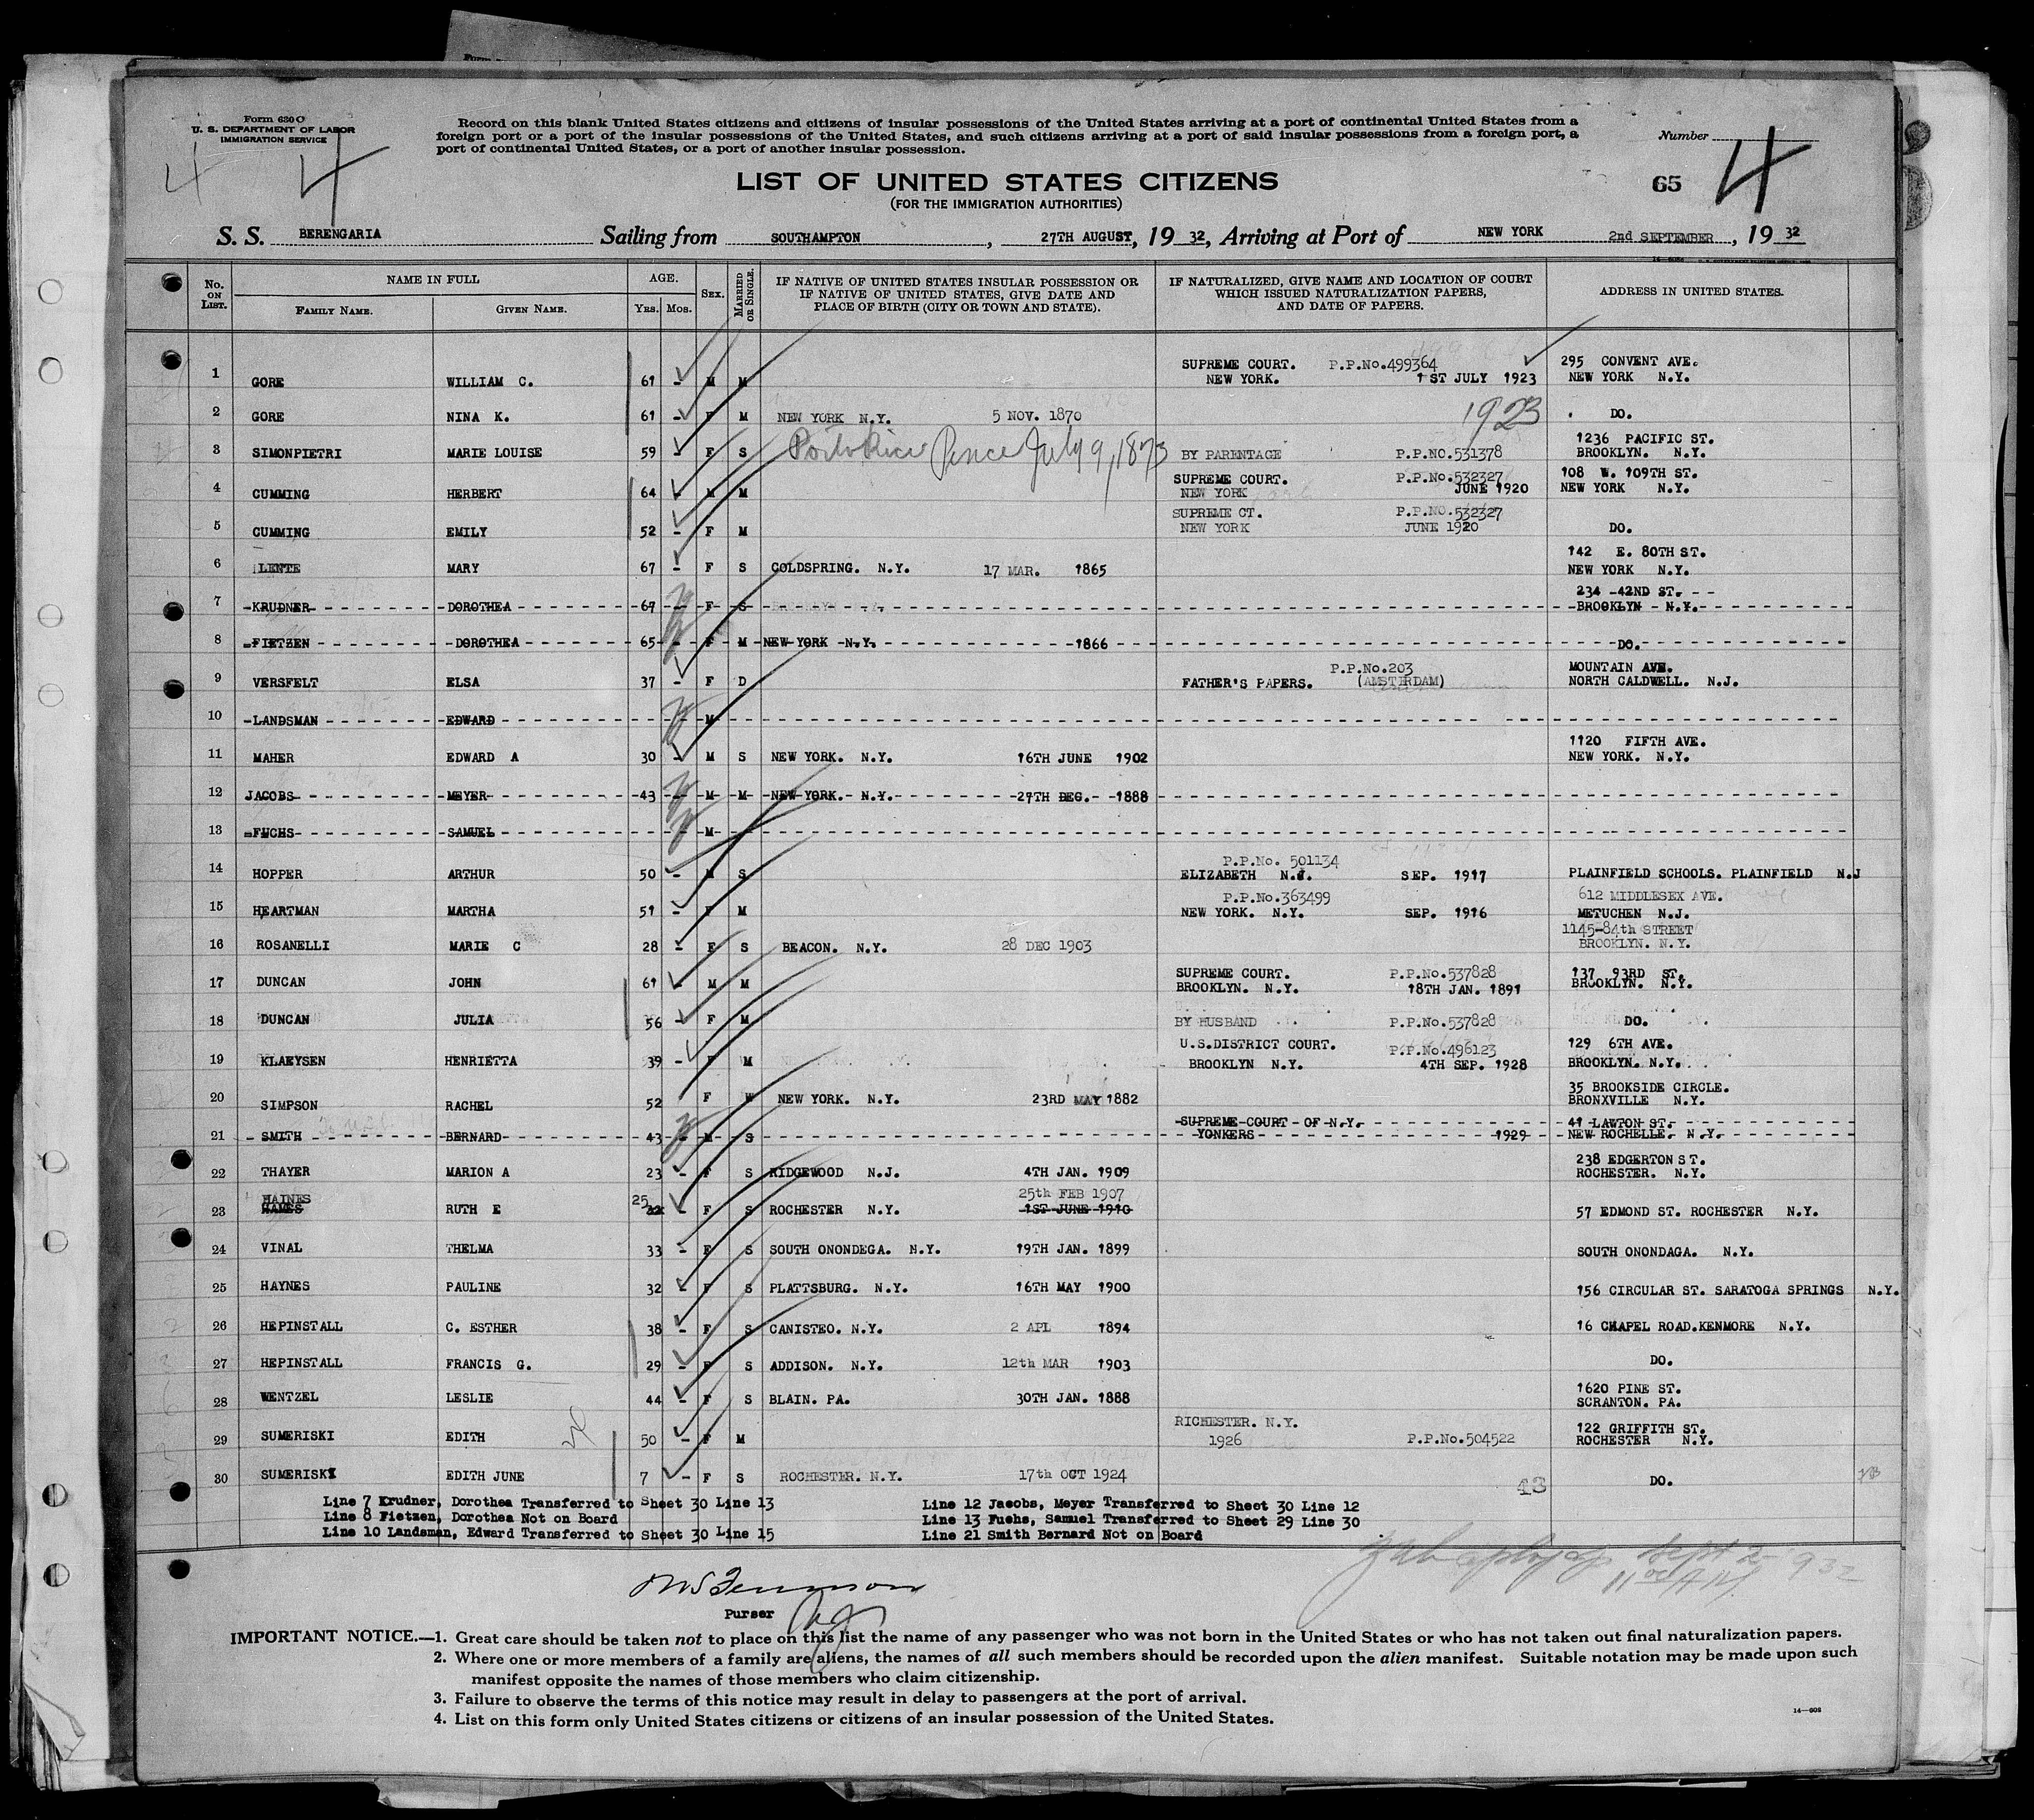 Form 630 C
U. S. DEPARTMENT OF LABOR
IMMIGRATION SERVICE
4
4
Record on this blank United States citizens and citizens of insular possessions of the United States arriving at a port of continental United States from a
foreign port or a port of the insular possessions of the United States, and such citizens arriving at a port of said insular possessions from a foreign port, a
port of continental United States, or a port of another insular possession.
Number
4
LIST OF UNITED STATES CITIZENS
65
(FOR THE IMMIGRATION AUTHORITIES)
S. S. BERENGARIA Sailing from SOUTHAMPTON, 27TH AUGUST, 19 32, Arriving at Port of NEW YORK 2nd SEPTEMBER, 19 32
No. ON LIST. NAME IN FULL FAMILY NAME. GIVEN NAME. AGE. YRS. MOS. SEX. MARRIED OR SINGLE. IF NATIVE OF UNITED STATES INSULAR POSSESSION OR IF NATIVE OF UNITED STATES, GIVE DATE AND PLACE OF BIRTH (CITY OR TOWN AND STATE). IF NATURALIZED, GIVE NAME AND LOCATION OF COURT WHICH ISSUED NATURALIZATION PAPERS, AND DATE OF PAPERS. ADDRESS IN UNITED STATES.
1 GORE WILLIAM C. 61 - M M SUPREME COURT. P.P.No.499364 NEW YORK. 1ST JULY 1923 295 CONVENT AVE. NEW YORK N.Y.
2 GORE NINA K. 61 - F M NEW YORK N.Y. 5 NOV. 1870 1923 DO.
3 SIMONPIETRI MARIE LOUISE 59 - F S Porto Rico Ponce July 9, 1873 BY PARENTAGE P.P.NO.531378 1236 PACIFIC ST. BROOKLYN. N.Y.
4 CUMMING HERBERT 64 - M M SUPREME COURT. P.P.No.532327 NEW YORK JUNE 1920 108 W. 109TH ST. NEW YORK N.Y.
5 CUMMING EMILY 52 - F M SUPREME CT. P.P.NO.532327 NEW YORK JUNE 1920 DO.
6 LENTE MARY 67 - F S COLDSPRING. N.Y. 17 MAR. 1865 142 E. 80TH ST. NEW YORK N.Y.
7 KRUDNER DOROTHEA 67 - F S 234 -42ND ST. BROOKLYN N.Y.
8 FIETZEN DOROTHEA 65 - F M NEW YORK N.Y. 1866 DO.
9 VERSFELT ELSA 37 - F D FATHER'S PAPERS. P.P.No.203 (AMSTERDAM) MOUNTAIN AVE. NORTH CALDWELL. N.J.
10 LANDSMAN EDWARD M
11 MAHER EDWARD A 30 - M S NEW YORK. N.Y. 16TH JUNE 1902 1120 FIFTH AVE. NEW YORK. N.Y.
12 JACOBS MEYER 43 - M M NEW YORK. N.Y. 27TH DEC. 1888
13 FUCHS SAMUEL M
14 HOPPER ARTHUR 50 - M S P.P.No. 501134 ELIZABETH N.J. SEP. 1917 PLAINFIELD SCHOOLS. PLAINFIELD N.J
15 HEARTMAN MARTHA 51 - F M P.P.No.363499 NEW YORK. N.Y. SEP. 1916 612 MIDDLESEX AVE. METUCHEN N.J.
16 ROSANELLI MARIE C 28 - F S BEACON. N.Y. 28 DEC 1903 1145-84th STREET BROOKLYN. N.Y.
17 DUNCAN JOHN 61 - M M SUPREME COURT. P.P.No.537828 BROOKLYN. N.Y. 18TH JAN. 1891 137 93RD ST. BROOKLYN. N.Y.
18 DUNCAN JULIA 56 - F M BY HUSBAND P.P.No.537828 DO.
19 KLAEYSEN HENRIETTA 39 - F M U.S.DISTRICT COURT. P.P.No.496123 BROOKLYN N.Y. 4TH SEP. 1928 129 6TH AVE. BROOKLYN. N.Y.
20 SIMPSON RACHEL 52 F W NEW YORK. N.Y. 23RD MAY 1882 35 BROOKSIDE CIRCLE. BRONXVILLE N.Y.
21 SMITH BERNARD 43 - M S SUPREME COURT OF N.Y. YONKERS 1929 41 LAWTON ST. NEW ROCHELLE. N.Y.
22 THAYER MARION A 23 - F S RIDGEWOOD N.J. 4TH JAN. 1909 238 EDGERTON ST. ROCHESTER. N.Y.
23 HAINES HAMES RUTH E 25 22 - F S ROCHESTER N.Y. 25th FEB 1907 1ST JUNE 1910 57 EDMOND ST. ROCHESTER N.Y.
24 VINAL THELMA 33 - F S SOUTH ONONDEGA. N.Y. 19TH JAN. 1899 SOUTH ONONDAGA. N.Y.
25 HAYNES PAULINE 32 - F S PLATTSBURG. N.Y. 16TH MAY 1900 156 CIRCULAR ST. SARATOGA SPRINGS N.Y.
26 HEPINSTALL C. ESTHER 38 - F S CANISTEO. N.Y. 2 APL 1894 16 CHAPEL ROAD.KENMORE N.Y.
27 HEPINSTALL FRANCIS G. 29 - F S ADDISON. N.Y. 12th MAR 1903 DO.
28 WENTZEL LESLIE 44 - F S BLAIN. PA. 30TH JAN. 1888 1620 PINE ST. SCRANTON. PA.
29 SUMERISKI EDITH 50 - F M RICHESTER. N.Y. 1926 P.P.No.504522 122 GRIFFITH ST. ROCHESTER N.Y.
30 SUMERISKI EDITH JUNE 7 - F S ROCHESTER. N.Y. 17th OCT 1924 43 DO.
Line 7 Krudner, Dorothea Transferred to Sheet 30 Line 13
Line 8 Fietzen, Dorothea Not on Board
Line 10 Landsman, Edward Transferred to Sheet 30 Line 15
Line 12 Jacobs, Meyer Transferred to Sheet 30 Line 12
Line 13 Fuchs, Samuel Transferred to Sheet 29 Line 30
Line 21 Smith Bernard Not on Board
Sept 2 - 1932
11 00 AM
Purser
IMPORTANT NOTICE.—1. Great care should be taken not to place on this list the name of any passenger who was not born in the United States or who has not taken out final naturalization papers.
2. Where one or more members of a family are aliens, the names of all such members should be recorded upon the alien manifest. Suitable notation may be made upon such
manifest opposite the names of those members who claim citizenship.
3. Failure to observe the terms of this notice may result in delay to passengers at the port of arrival.
4. List on this form only United States citizens or citizens of an insular possession of the United States.
14—602